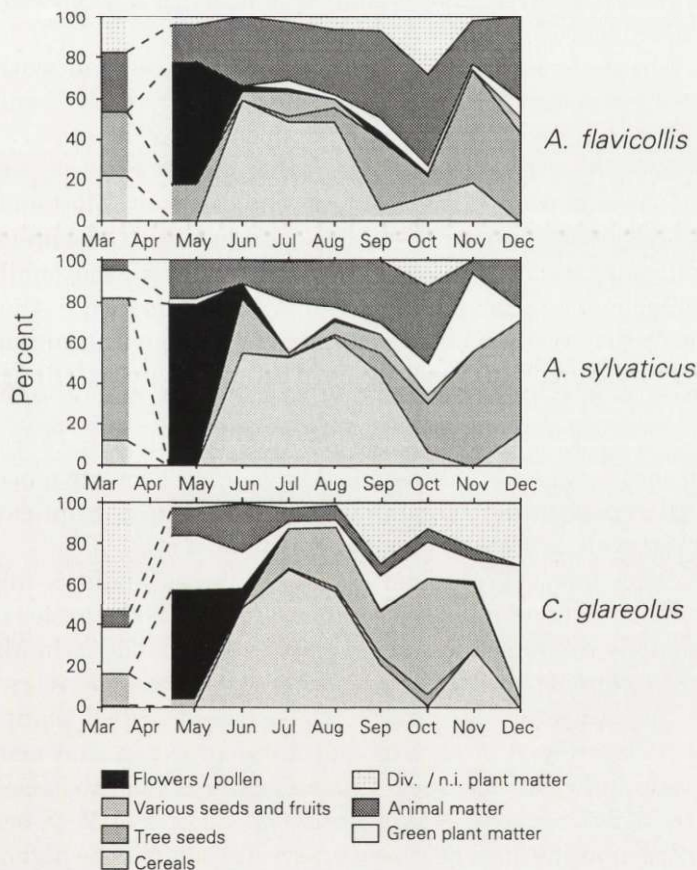 100
80
60
40
20
0
A. flavicollis
Mar Apr May Jun Jul Aug Sep Oct Nov Dec
100
80
60
40
20
0
Percent
A. sylvaticus
Mar Apr May Jun Jul Aug Sep Oct Nov Dec
100
80
60
40
20
0
C. glareolus
Mar Apr May Jun Jul Aug Sep Oct Nov Dec
Flowers / pollen
Various seeds and fruits
Tree seeds
Cereals
Div. / n.i. plant matter
Animal matter
Green plant matter